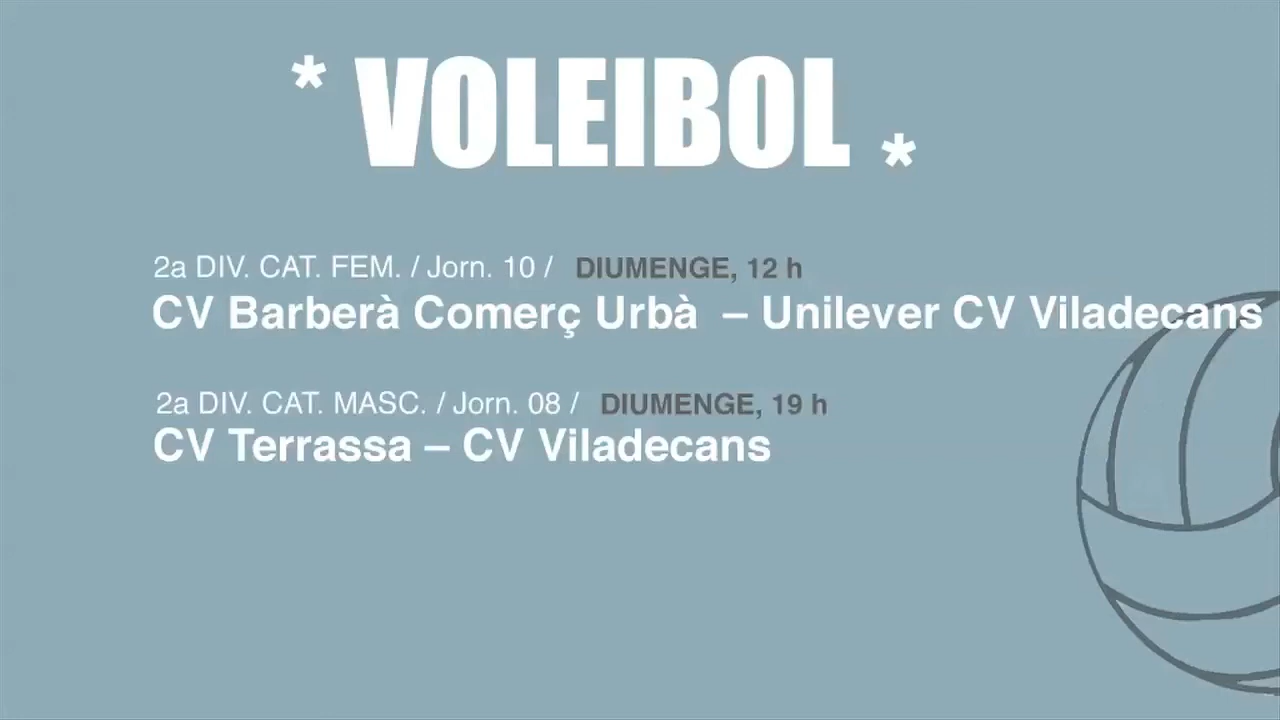 * VOLEIBOL *
2a DIV. CAT. FEM. / Jorn. 10 / DIUMENGE, 12 h
CV Barberà Comerç Urbà – Unilever CV Viladecans
2a DIV. CAT. MASC. / Jorn. 08 / DIUMENGE, 19 h
CV Terrassa – CV Viladecans